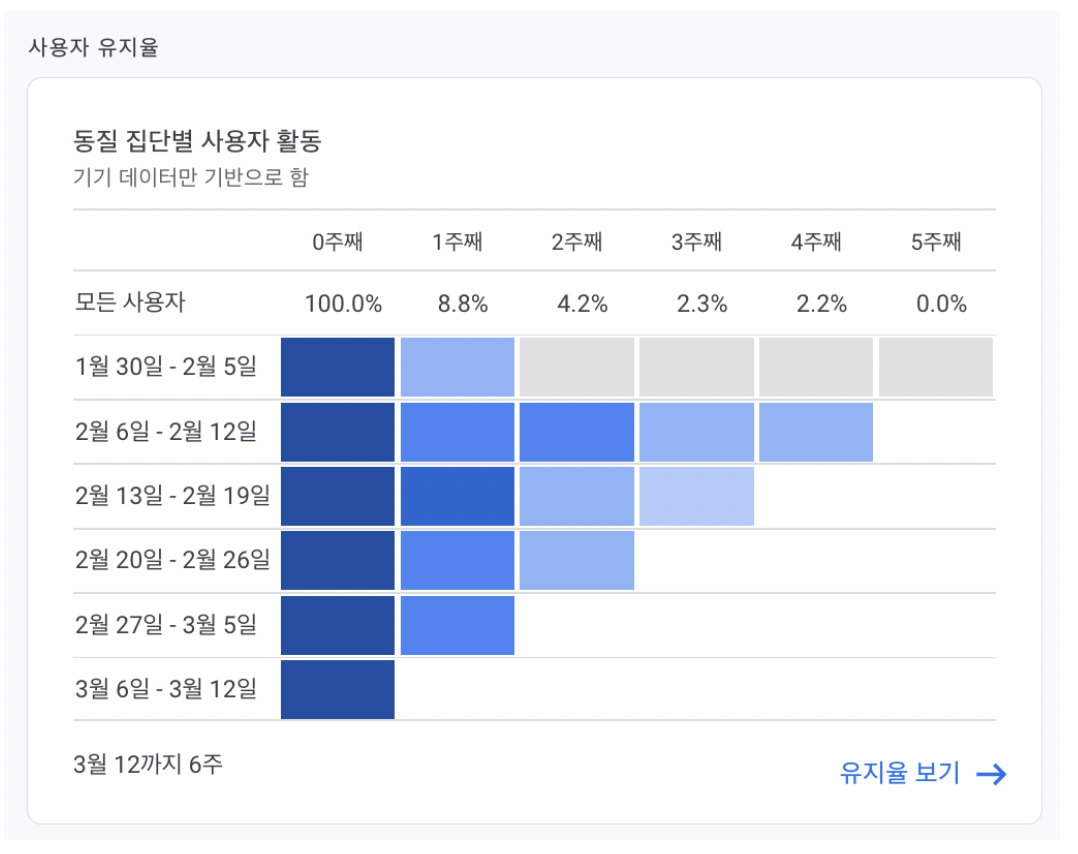 사용자 유지율
동질 집단별 사용자 활동
기기 데이터만 기반으로 함
0주째 1주째 2주째 3주째 4주째 5주째
모든 사용자 100.0% 8.8% 4.2% 2.3% 2.2% 0.0%
1월 30일 - 2월 5일
2월 6일 - 2월 12일
2월 13일 - 2월 19일
2월 20일 - 2월 26일
2월 27일 - 3월 5일
3월 6일 - 3월 12일
3월 12까지 6주
유지율 보기 →